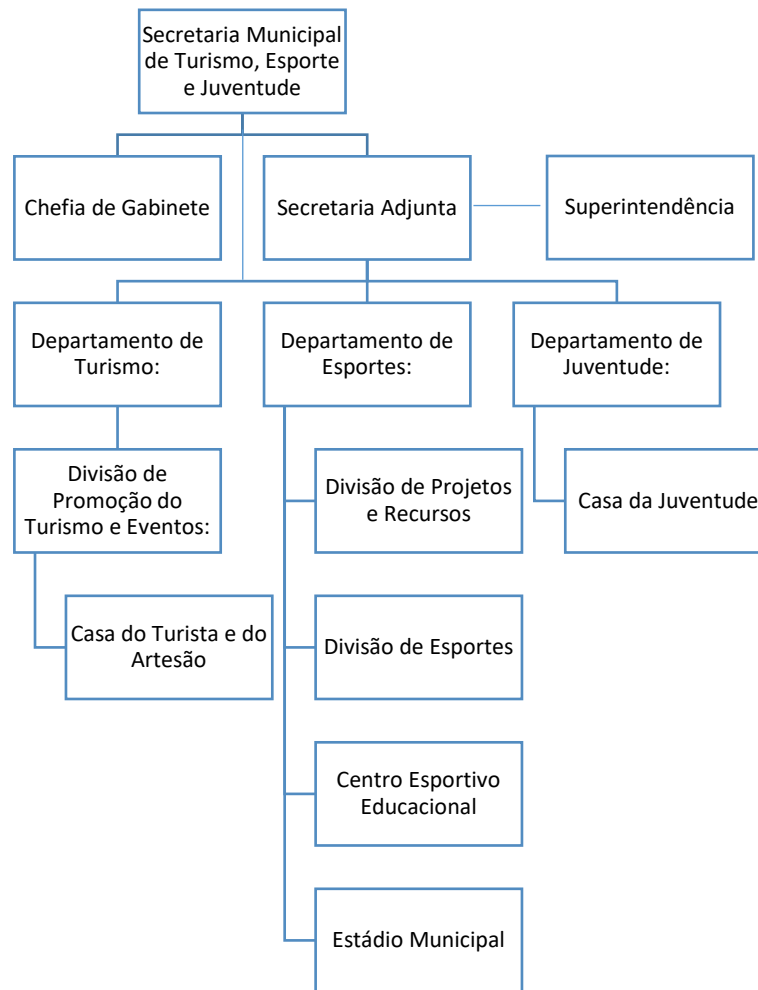 Secretaria Municipal
de Turismo, Esporte
e Juventude
Chefia de Gabinete
Secretaria Adjunta
Superintendência
Departamento de
Turismo:
Departamento de
Esportes:
Departamento de
Juventude:
Divisão de
Promoção do
Turismo e Eventos:
Divisão de Projetos
e Recursos
Casa da Juventude
Casa do Turista e do
Artesão
Divisão de Esportes
Centro Esportivo
Educacional
Estádio Municipal